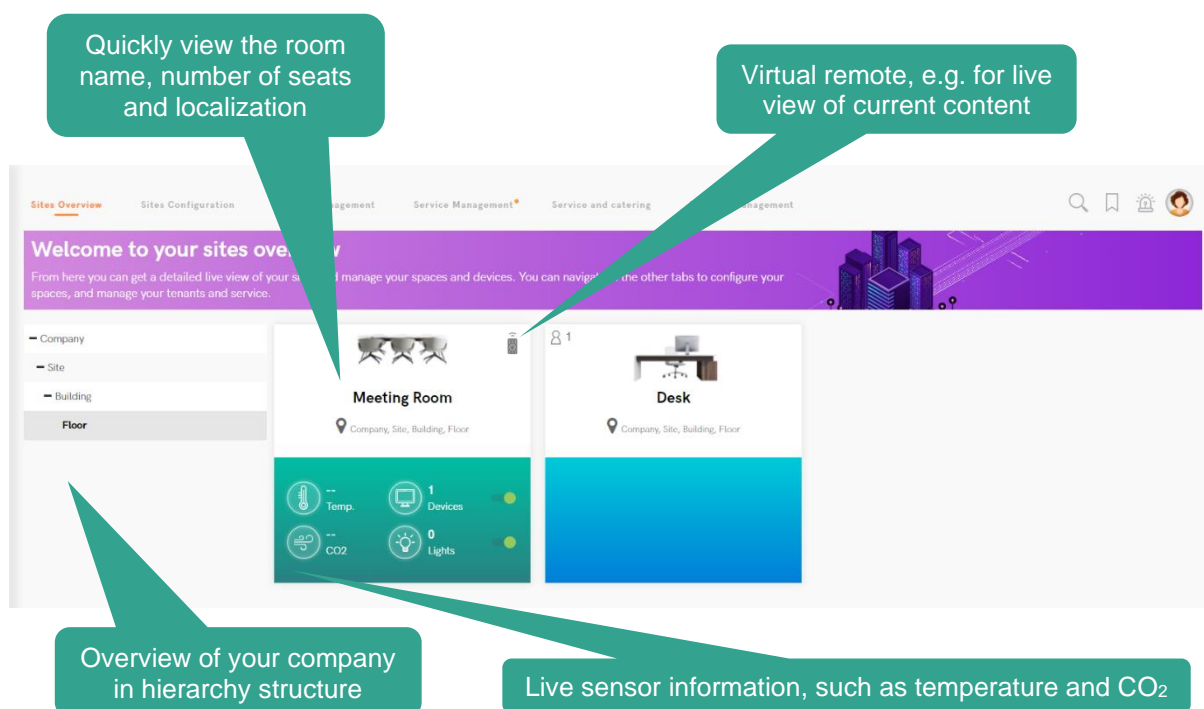 Quickly view the room
name, number of seats
and localization
Virtual remote, e.g. for live
view of current content
Sites Overview
Sites Configuration
Service Management
Service and catering
Welcome to your sites
From here you can get a detailed live view of your manage your spaces and devices. You can the other tabs to configure your
spaces, and manage your tenants and service.
Company
Site
Building
Floor
Meeting Room
Company, Site, Building, Floor
-- Temp.
1 Devices
-- CO2
0 Lights
1
Desk
Company, Site, Building, Floor
Overview of your company
in hierarchy structure
Live sensor information, such as temperature and CO₂